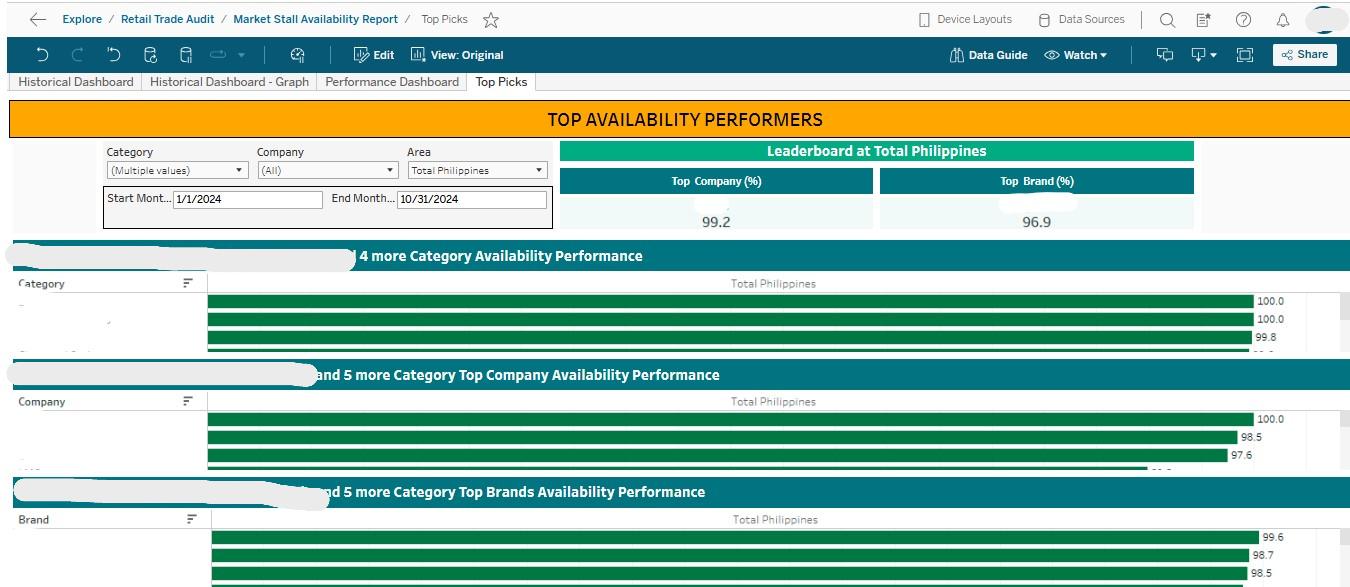 Explore / Retail Trade Audit / Market Stall Availability Report / Top Picks
Device Layouts Data Sources
Edit View: Original Data Guide Watch Share
Historical Dashboard Historical Dashboard - Graph Performance Dashboard Top Picks
TOP AVAILABILITY PERFORMERS
Category Company Area
(Multiple values) (All) Total Philippines
Start Mont... 1/1/2024 End Month... 10/31/2024
Leaderboard at Total Philippines
Top Company (%) Top Brand (%)
99.2 96.9
4 more Category Availability Performance
Category Total Philippines
100.0
100.0
99.8
and 5 more Category Top Company Availability Performance
Company Total Philippines
100.0
98.5
97.6
5 more Category Top Brands Availability Performance
Brand Total Philippines
99.6
98.7
98.5